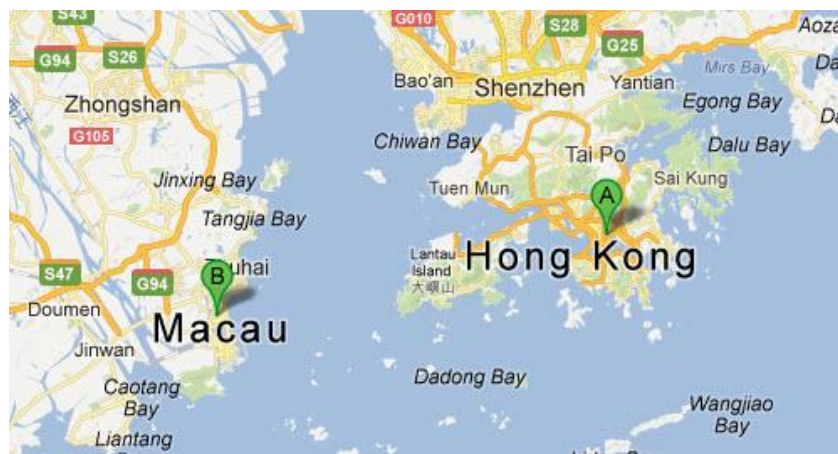 S43
G94
S26
Zhongshan
G105
Jinxing Bay
Tangjia Bay
S47
G94
B
Doumen
Macau
Jinwan
Caotang
Bay
Liantang
G010
S28
G25
Bao'an
Shenzhen
Yantian
Mirs Bay
Egong Bay
Chiwan Bay
Tai Po
Dalu Bay
Tuen Mun
Sai Kung
A
Lantau
Island
大嶼山
Hong Kong
Dadong Bay
Wangjiao
Bay